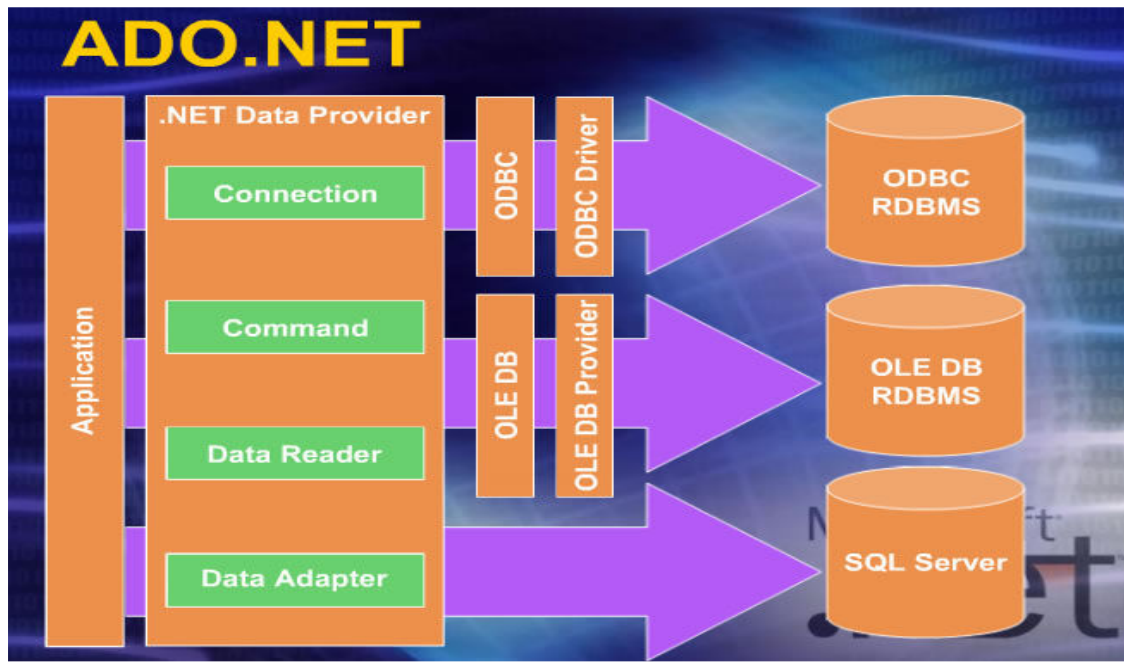 ADO.NET
Application
.NET Data Provider
Connection
Command
Data Reader
Data Adapter
ODBC
ODBC Driver
OLE DB
OLE DB Provider
ODBC
RDBMS
OLE DB
RDBMS
SQL Server
.net